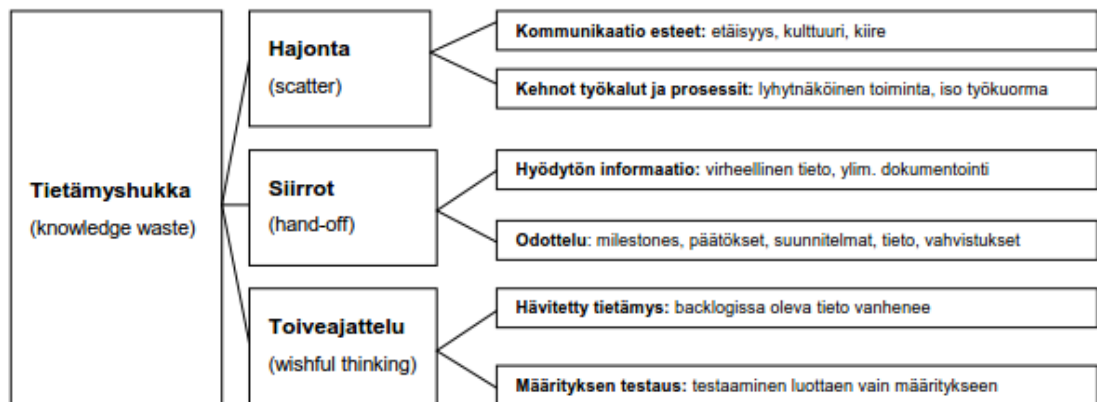 Tietämyshukka
(knowledge waste)
Hajonta
(scatter)
Kommunikaatio esteet: etäisyys, kulttuuri, kiire
Kehnot työkalut ja prosessit: lyhytnäköinen toiminta, iso työkuorma
Siirrot
(hand-off)
Hyödytön informaatio: virheellinen tieto, ylim. dokumentointi
Odottelu: milestones, päätökset, suunnitelmat, tieto, vahvistukset
Toiveajattelu
(wishful thinking)
Hävitetty tietämys: backlogissa oleva tieto vanhenee
Määrityksen testaus: testaaminen luottaen vain määritykseen